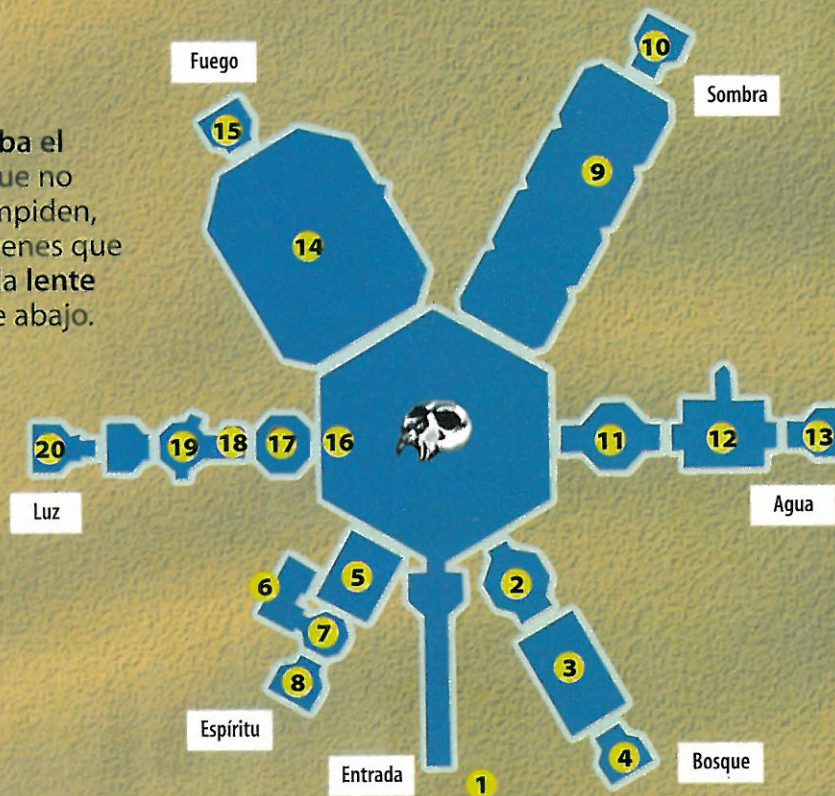 Fuego
Sombra
ba el
ue no
mpiden,
enes que
la lente
e abajo.
10
15
9
14
20
19
18
17
16
11
12
13
Luz
Agua
6
5
7
8
2
3
4
Espíritu
Entrada
1
Bosque